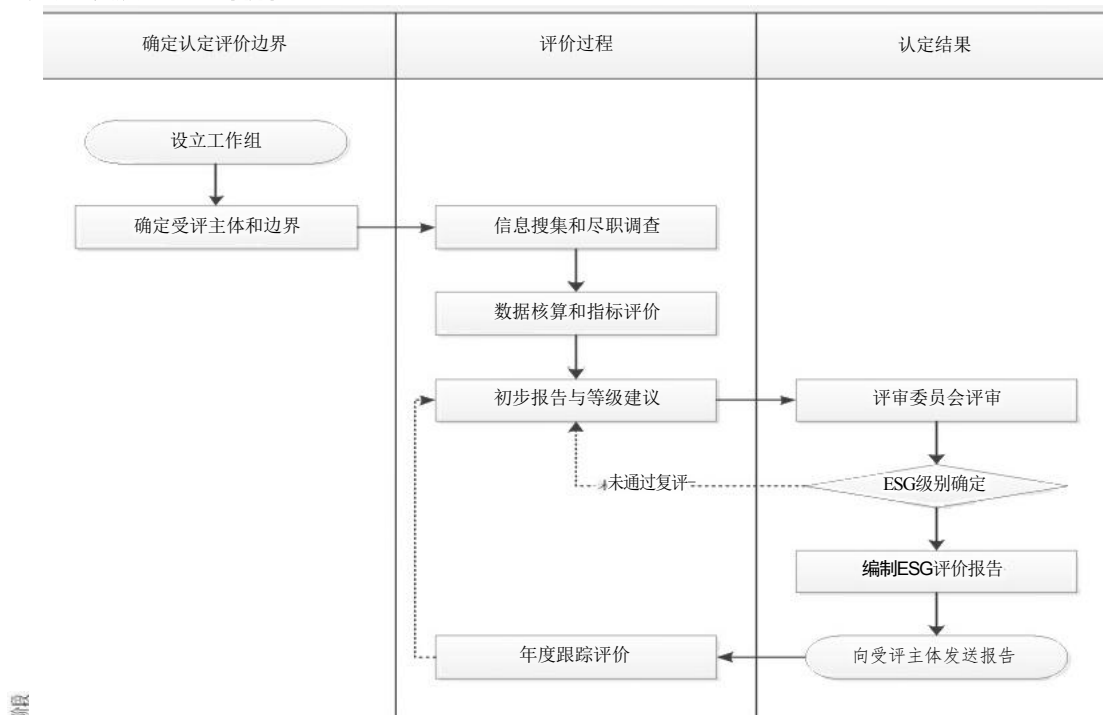 确定认定评价边界
评价过程
认定结果
设立工作组
确定受评主体和边界
信息搜集和尽职调查
数据核算和指标评价
初步报告与等级建议
评审委员会评审
未通过复评
ESG级别确定
编制ESG评价报告
年度跟踪评价
向受评主体发送报告
阶段